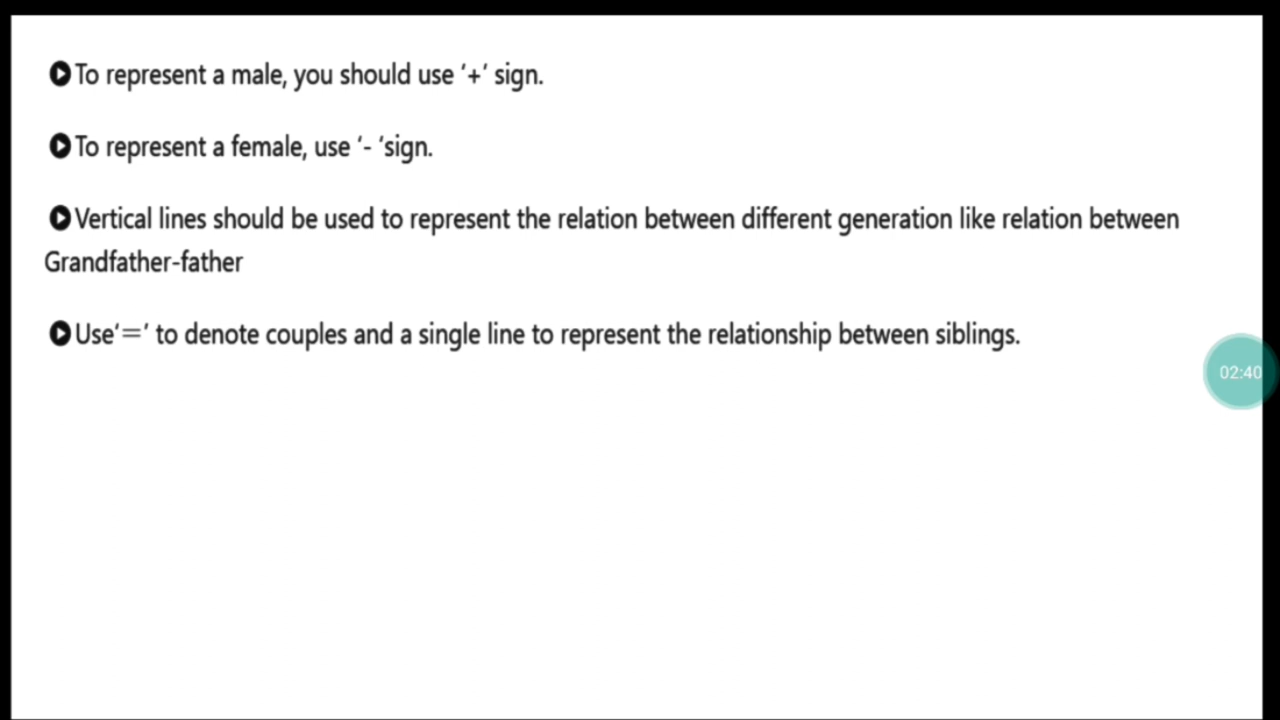 To represent a male, you should use ‘+’ sign.
To represent a female, use ‘- ‘sign.
Vertical lines should be used to represent the relation between different generation like relation between
Grandfather-father
Use‘=’ to denote couples and a single line to represent the relationship between siblings.
02:40